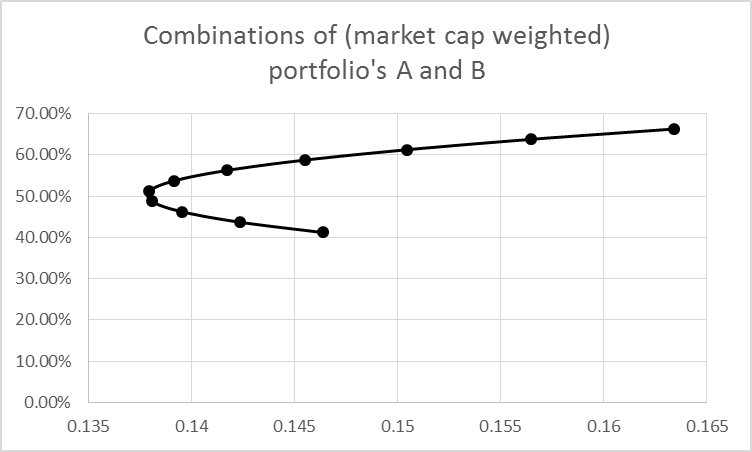 Combinations of (market cap weighted)
portfolio's A and B
70.00%
60.00%
50.00%
40.00%
30.00%
20.00%
10.00%
0.00%
0.135 0.14 0.145 0.15 0.155 0.16 0.165